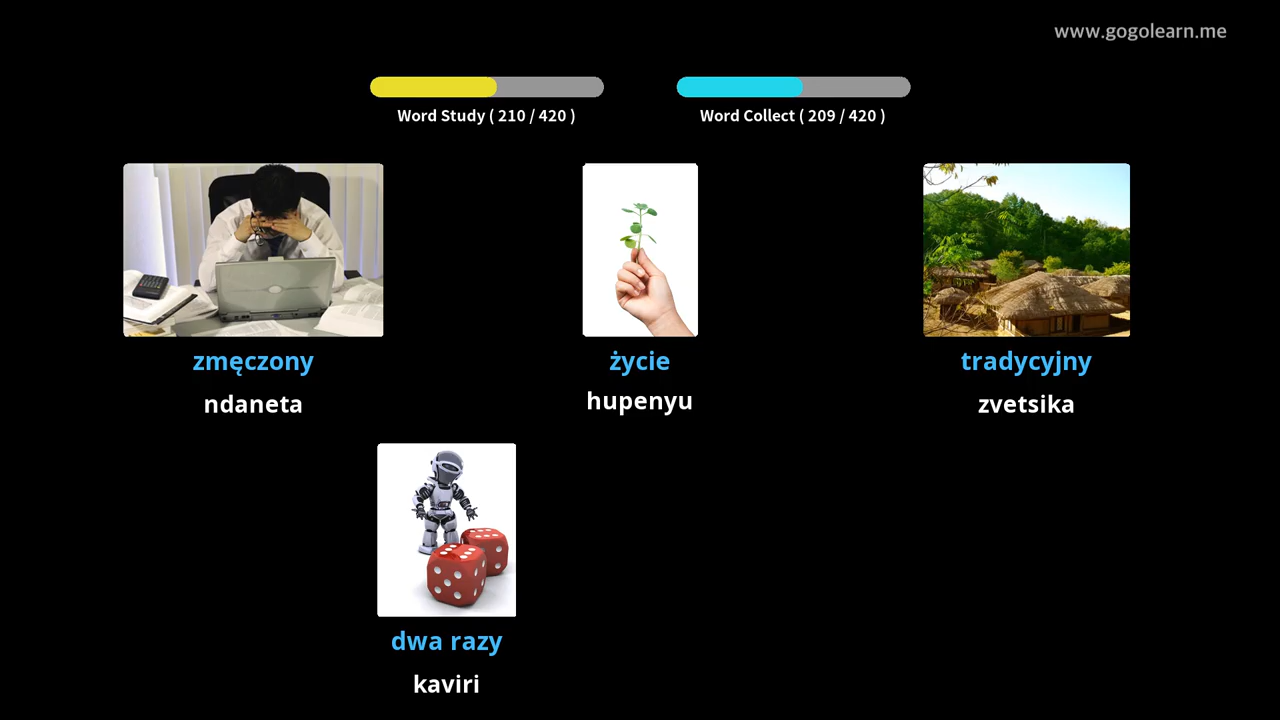 www.gogolearn.me
Word Study ( 210 / 420 )
Word Collect ( 209 / 420 )
zmęczony
ndaneta
życie
hupenyu
tradycyjny
zvetsika
dwa razy
kaviri